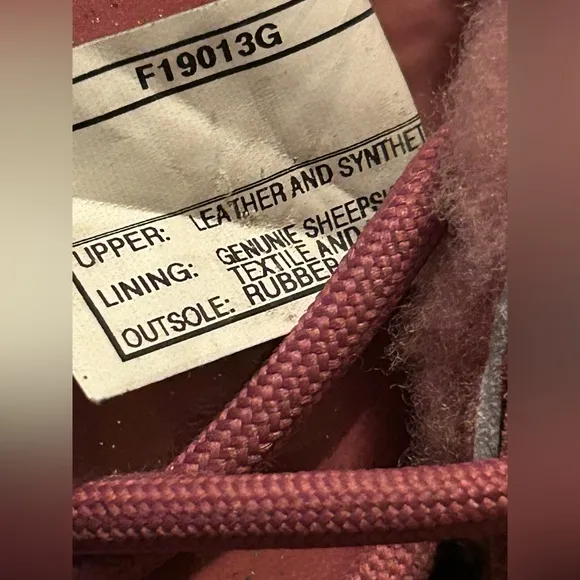 F19013G
UPPER: LEATHER AND SYNTHET
LINING: GENUNIE SHEEPS
TEXTILE AND
OUTSOLE: RUBBER